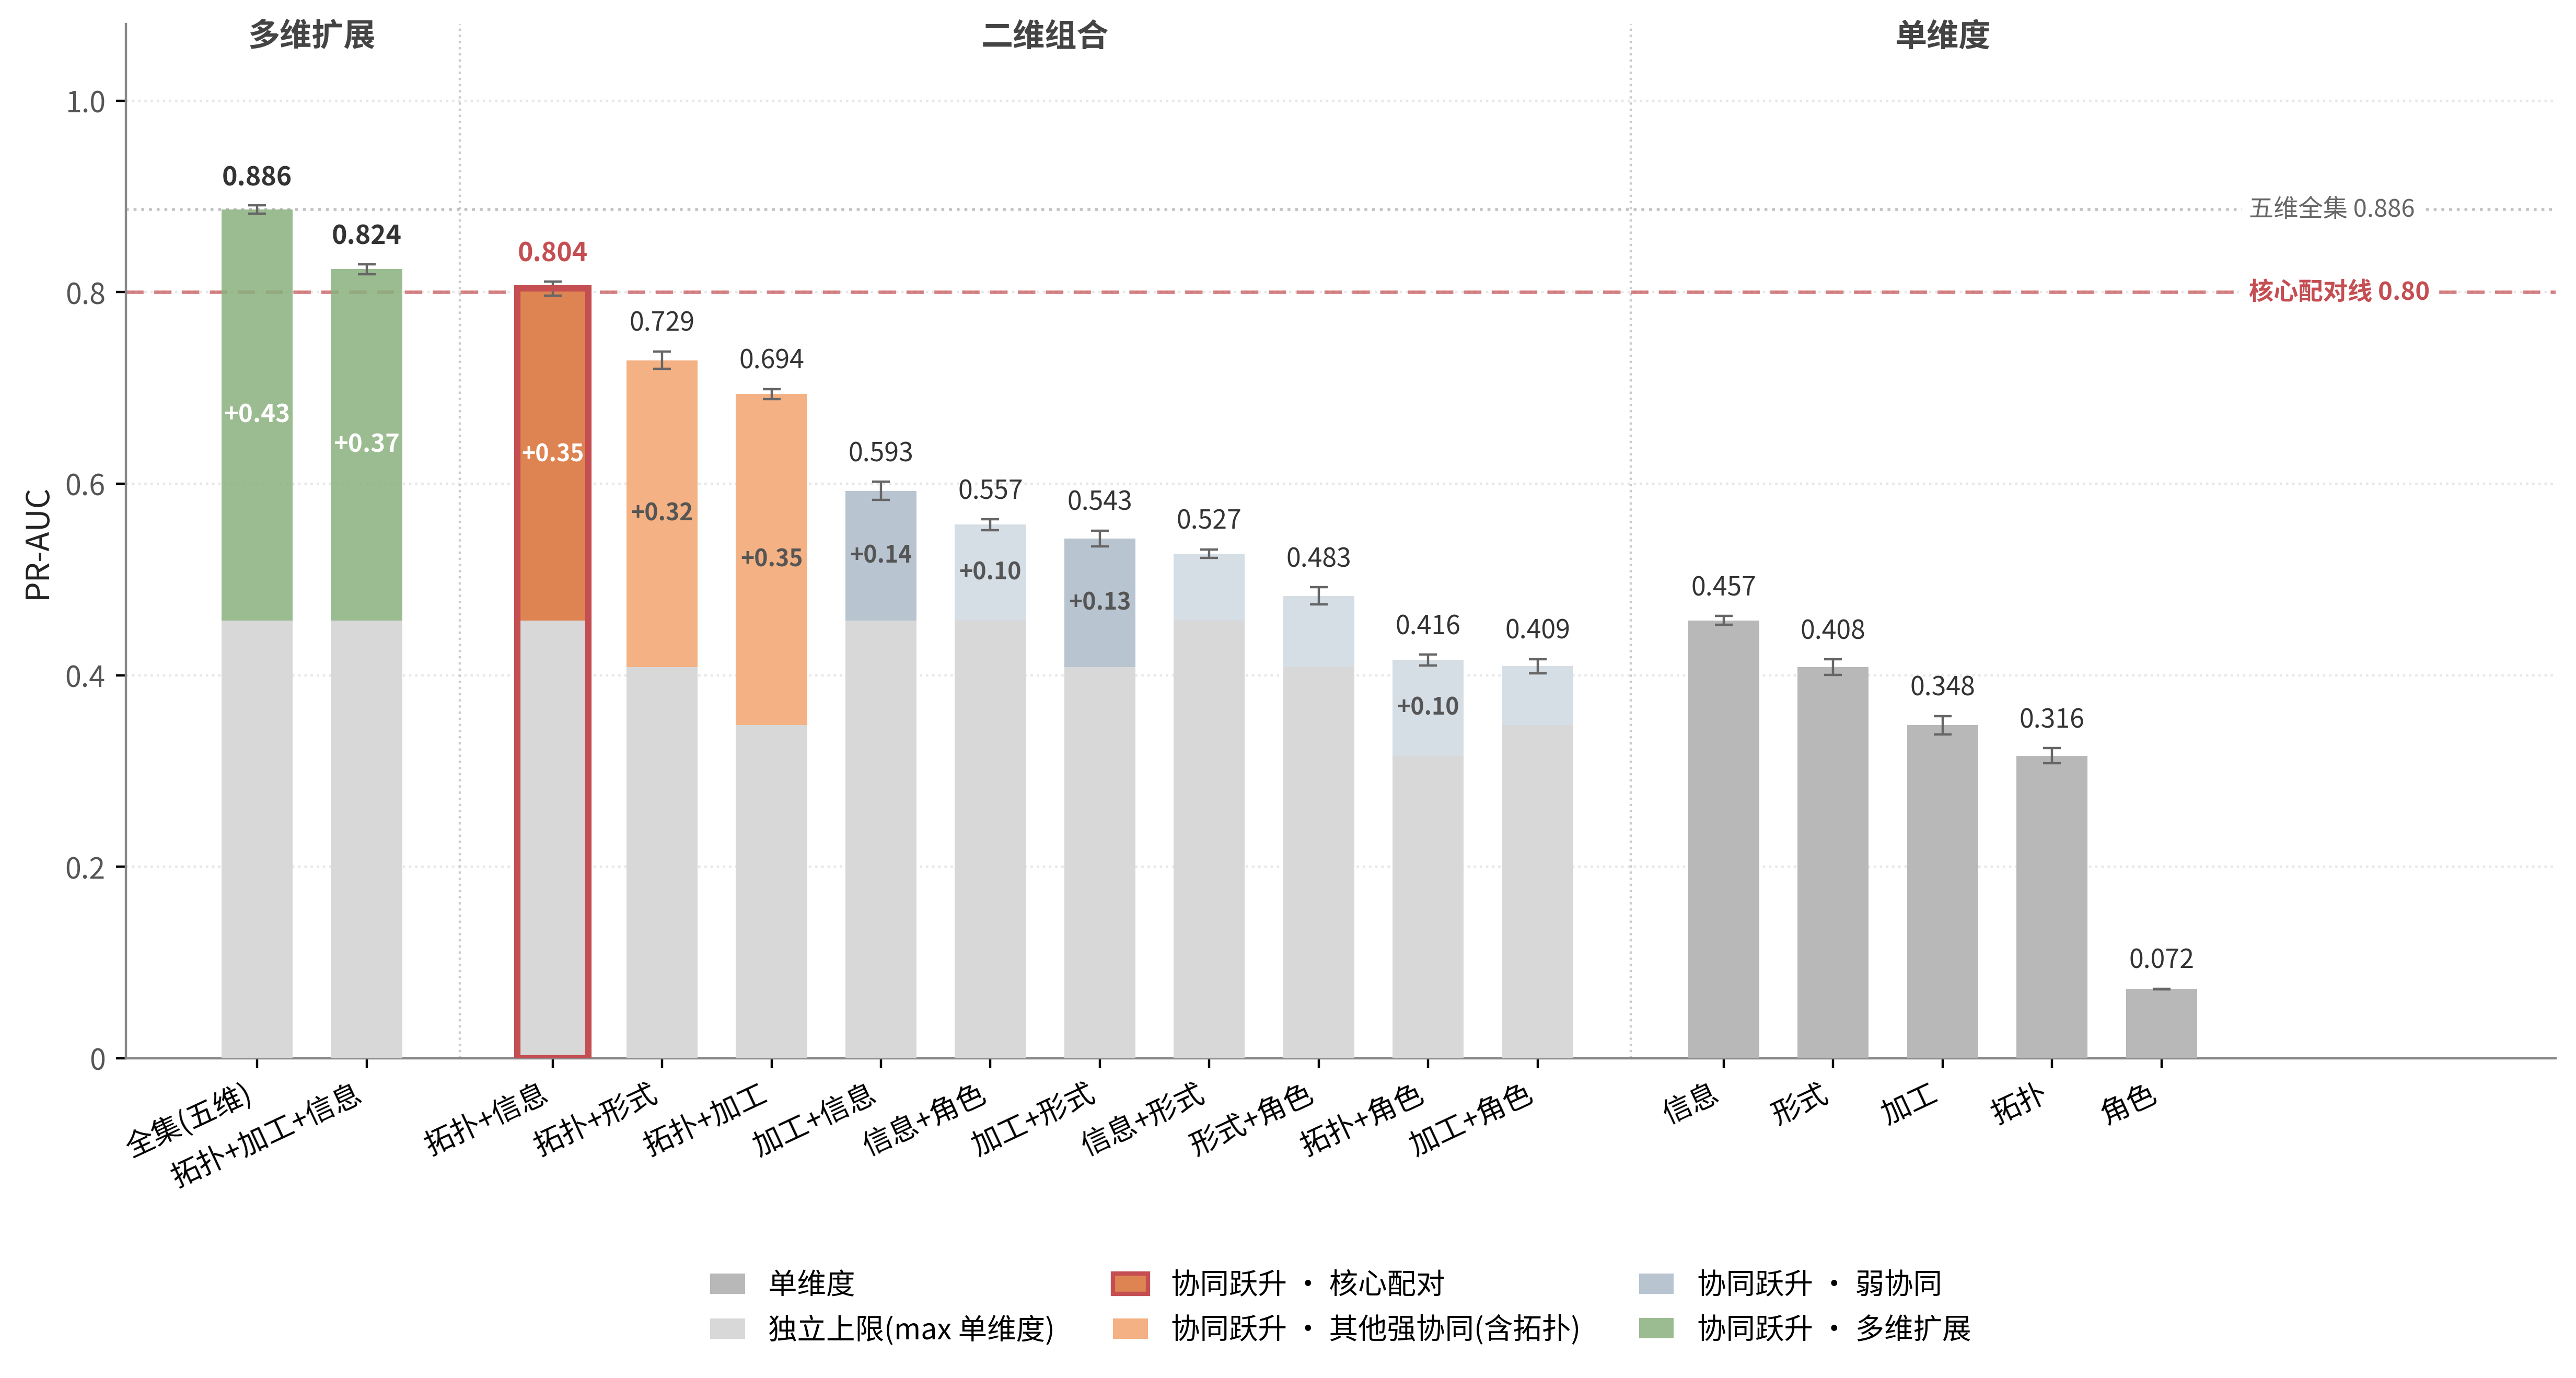 多维扩展
二维组合
单维度
PR-AUC
1.0
0.8
0.6
0.4
0.2
0
0.886
0.824
0.804
0.729
0.694
0.593
0.557
0.543
0.527
0.483
0.416
0.409
0.457
0.408
0.348
0.316
0.072
+0.43
+0.37
+0.35
+0.32
+0.35
+0.14
+0.10
+0.13
+0.10
五维全集 0.886
核心配对线 0.80
全集(五维)
拓扑+加工+信息
拓扑+信息
拓扑+形式
拓扑+加工
加工+信息
信息+角色
加工+形式
信息+形式
形式+角色
拓扑+角色
加工+角色
信息
形式
加工
拓扑
角色
单维度
独立上限(max 单维度)
协同跃升 · 核心配对
协同跃升 · 其他强协同(含拓扑)
协同跃升 · 弱协同
协同跃升 · 多维扩展